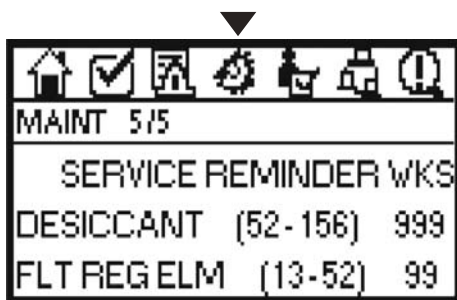 MAINT 5/5
SERVICE REMINDER WKS
DESICCANT (52-156) 999
FLT REG ELM (13-52) 99